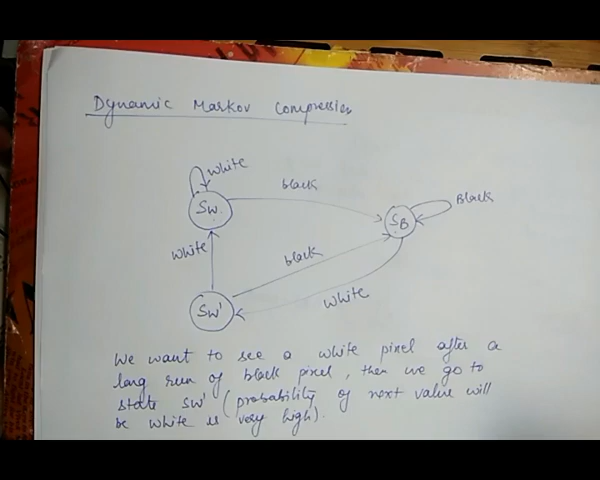 Dynamic Markov Compression
White
black
SW
SB
Black
White
black
SW'
White
We want to see a white pixel after a
long run of black pixel, then we go to
state SW' (probability of next value will
be white is very high).